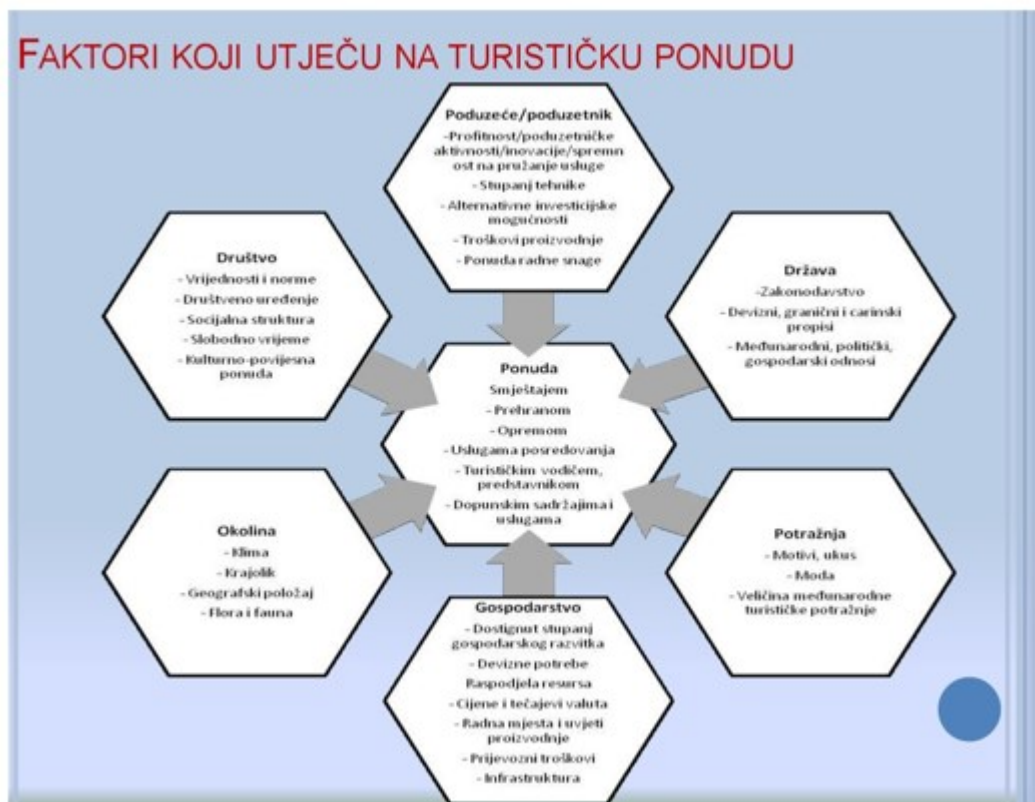 FAKTORI KOJI UTJEČU NA TURISTIČKU PONUDU
Poduzeće/poduzetnik
-Profitnost/poduzetničke
aktivnosti/inovacije/spremn
ost na pružanje usluge
- Stupanj tehnike
- Alternativne investicijske
mogućnosti
- Troškovi proizvodnje
- Ponuda radne snage
Društvo
- Vrijednosti i norme
- Društveno uređenje
- Socijalna struktura
- Slobodno vrijeme
- Kulturno-povijesna
ponuda
Država
-Zakonodavstvo
- Devizni, granični i carinski
propisi
- Međunarodni, politički,
gospodarski odnosi
Ponuda
Smještajem
- Prehranom
- Opremom
- Uslugama posredovanja
- Turističkim vodičem,
predstavnikom
- Dopunskim sadržajima i
uslugama
Okolina
- Klima
- Krajolik
- Geografski položaj
- Flora i fauna
Potražnja
- Motivi, ukus
- Moda
- Veličina međunarodne
turističke potražnje
Gospodarstvo
- Dostignut stupanj
gospodarskog razvitka
- Devizne potrebe
Raspodjela resursa
- Cijene i tečajevi valuta
- Radna mjesta i uvjeti
proizvodnje
- Prijevozni troškovi
- Infrastruktura